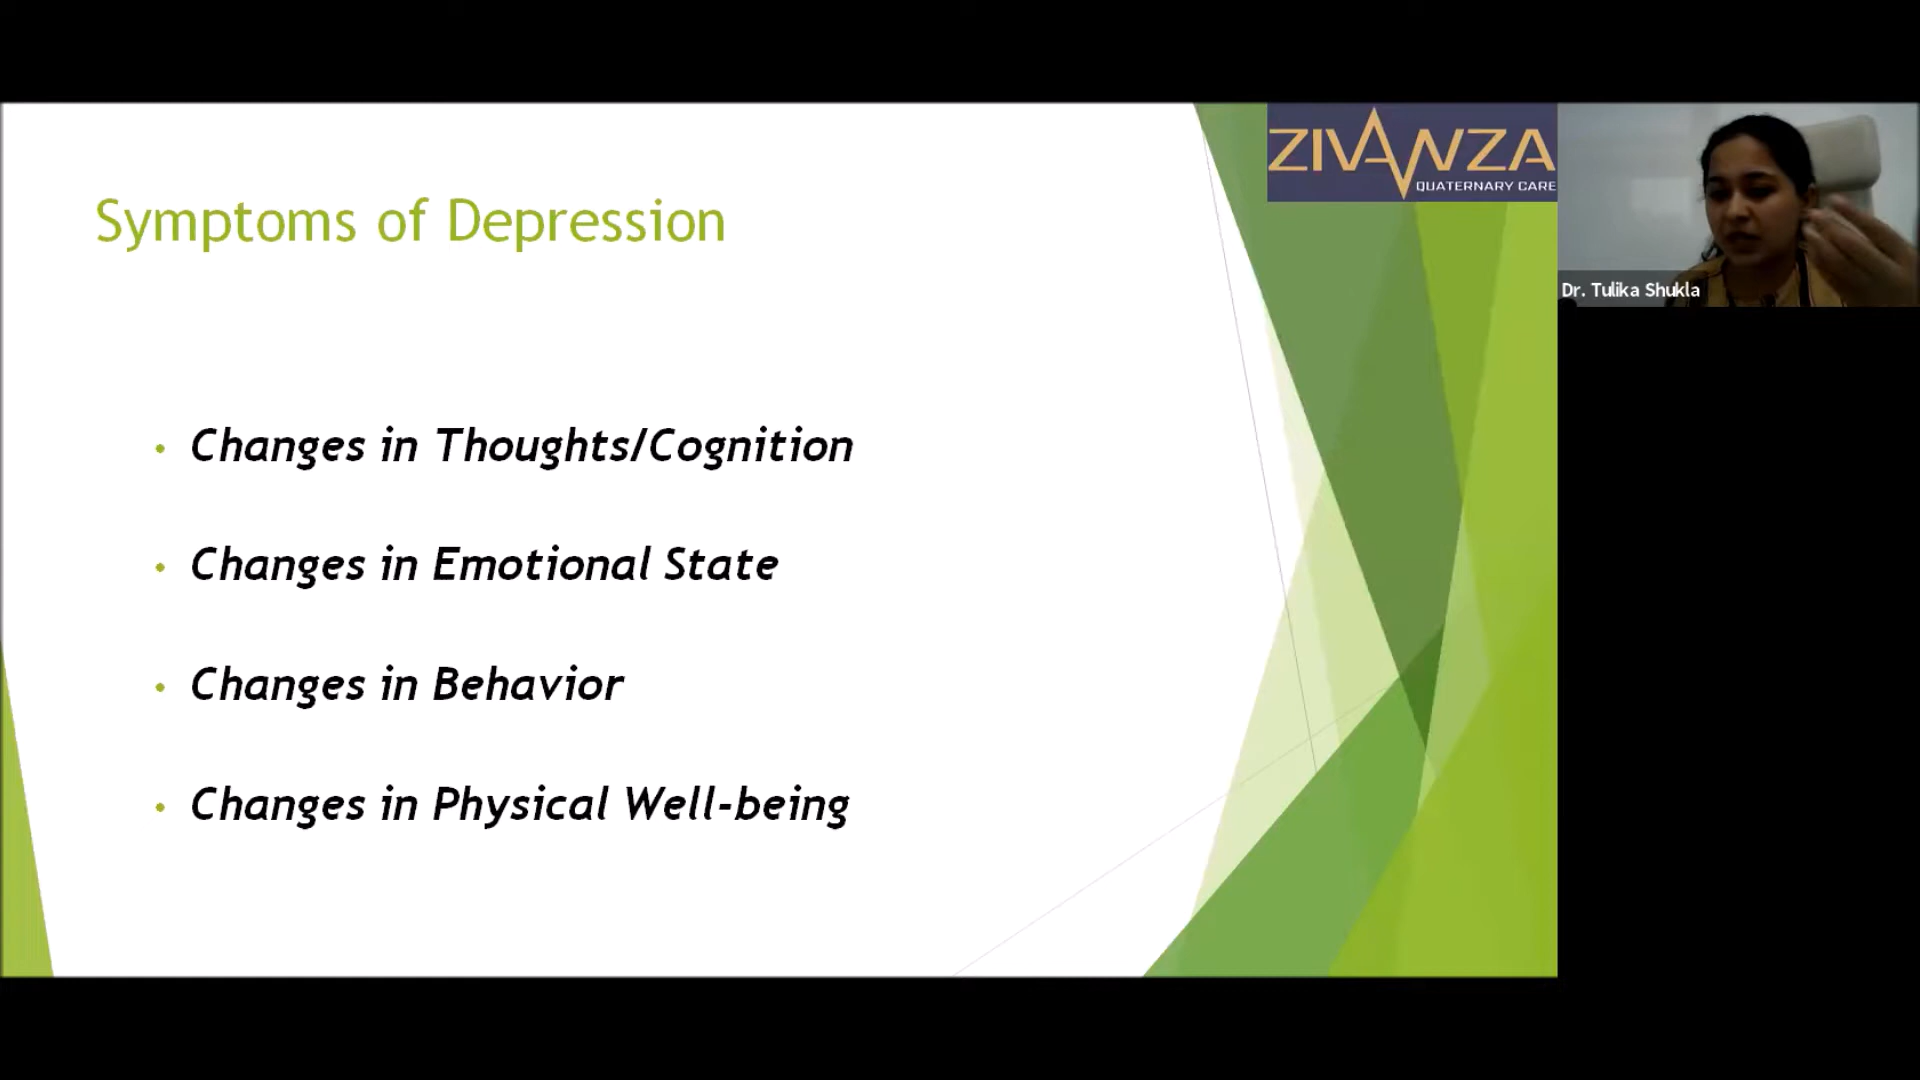 ZIVANZA
QUATERNARY CARE
Dr. Tulika Shukla
Symptoms of Depression
• Changes in Thoughts/Cognition
• Changes in Emotional State
• Changes in Behavior
• Changes in Physical Well-being